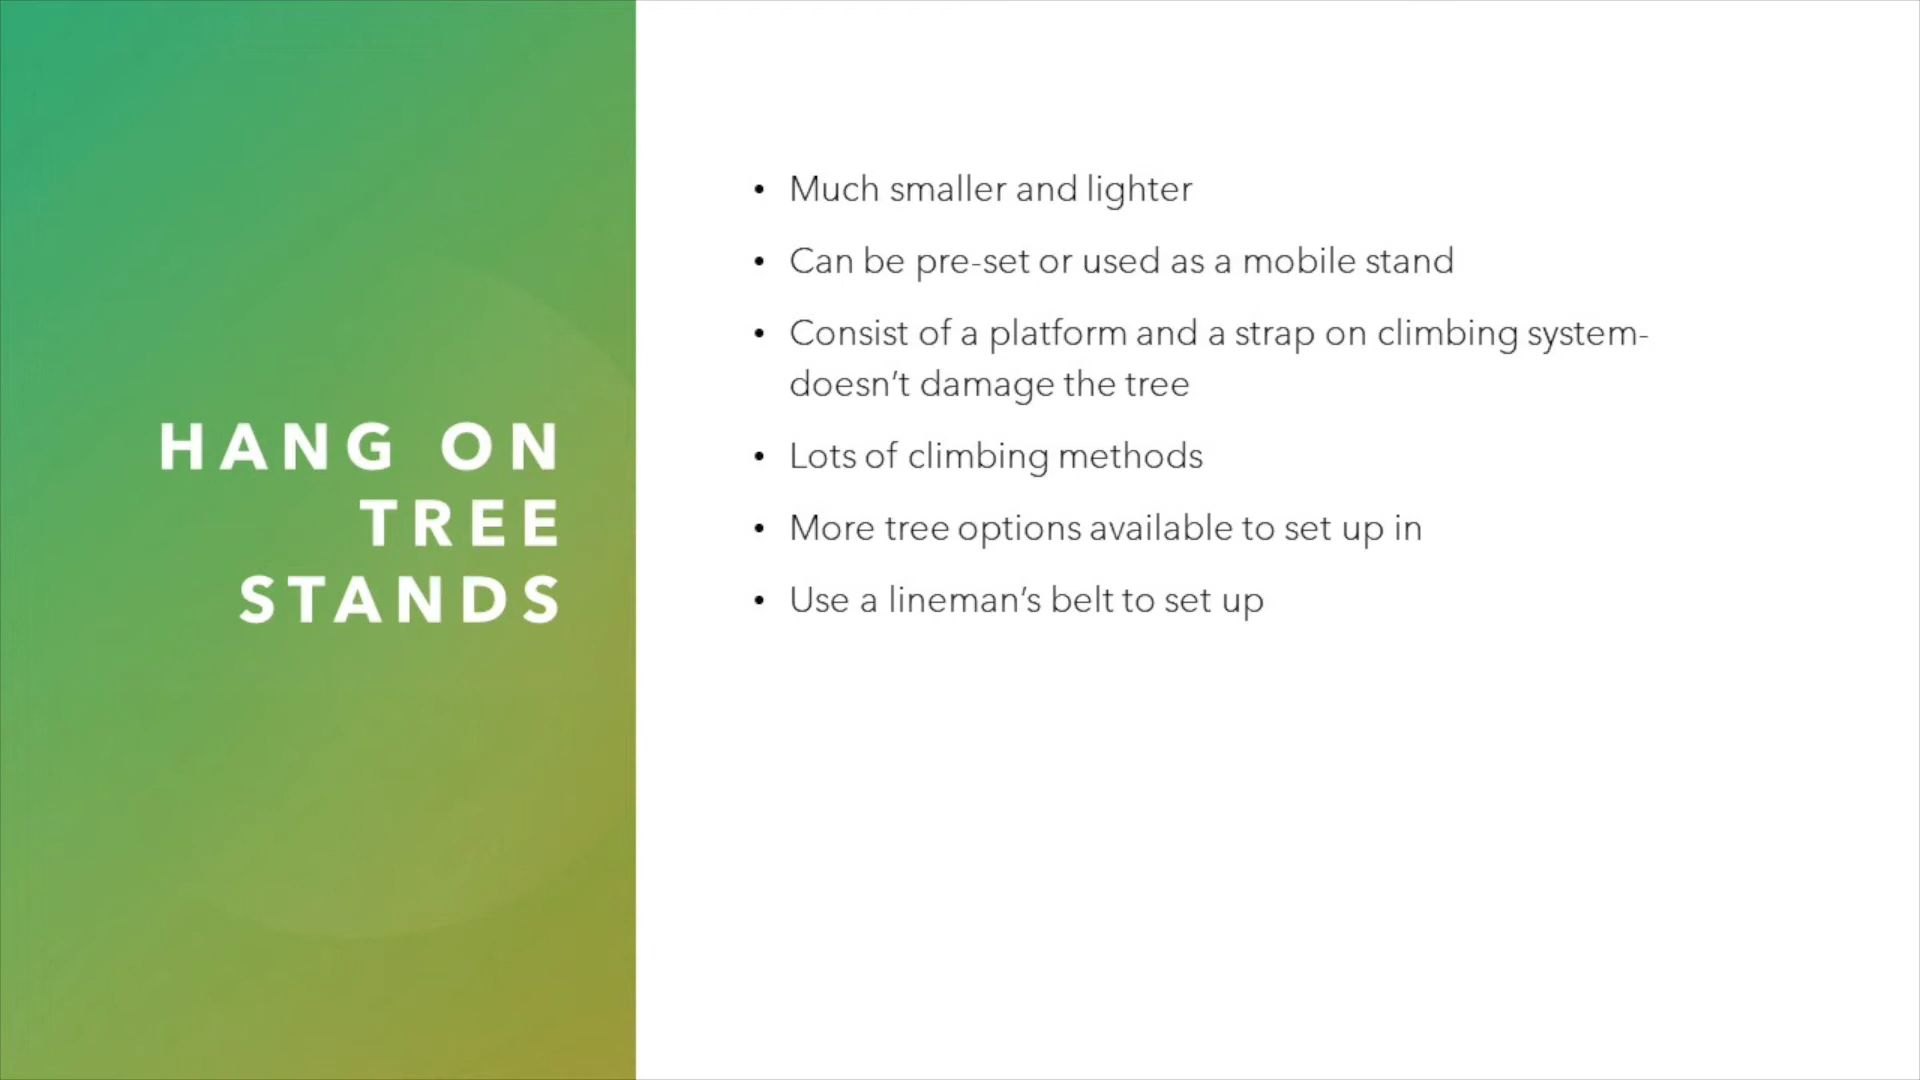 HANG ON
TREE
STANDS
• Much smaller and lighter
• Can be pre-set or used as a mobile stand
• Consist of a platform and a strap on climbing system-
doesn’t damage the tree
• Lots of climbing methods
• More tree options available to set up in
• Use a lineman’s belt to set up